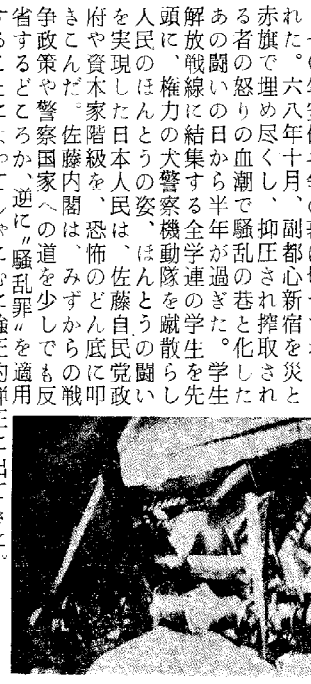 れた。六八年十月、副都心新宿を炎と
赤旗で埋め尽くし、抑圧され搾取され
る者の怒りの血潮で騒乱の巷と化した
あの闘いの日から半年が過ぎた。学生
解放戦線に結集する全学連の学生を先
頭に、権力の犬警察機動隊を蹴散らし
人民のほんとうの姿、ほんとうの闘い
を実現した日本人民は、佐藤自民党政
府や資本家階級を、恐怖のどん底に叩
きこんだ。佐藤内閣は、みずからの戦
争政策や警察国家への道を少しでも反
省するどころか、逆に〝騒乱罪〟を適用